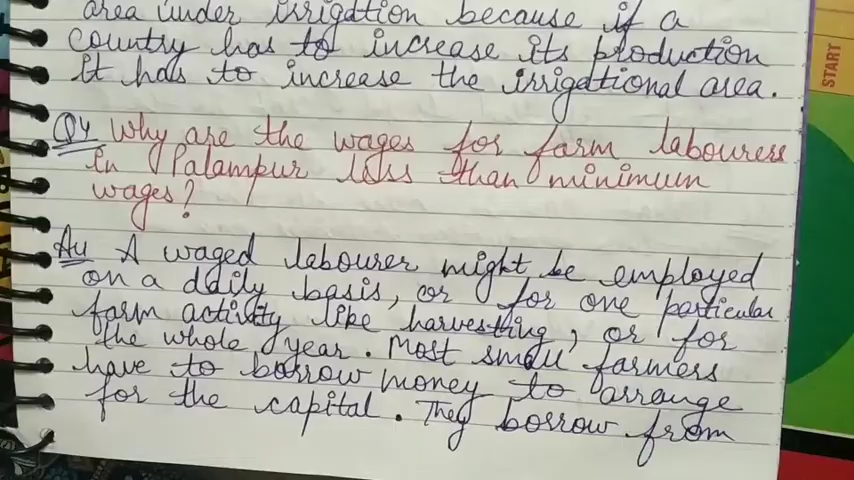 area under irrigation because if a
country has to increase its production
it has to increase the irrigational area.
Q4 Why are the wages for farm labourers
in Palampur less than minimum
wages?
A4 A waged labourer might be employed
on a daily basis, or for one particular
farm activity like harvesting, or for
the whole year. Most small farmers
have to borrow money to arrange
for the capital. They borrow from
START